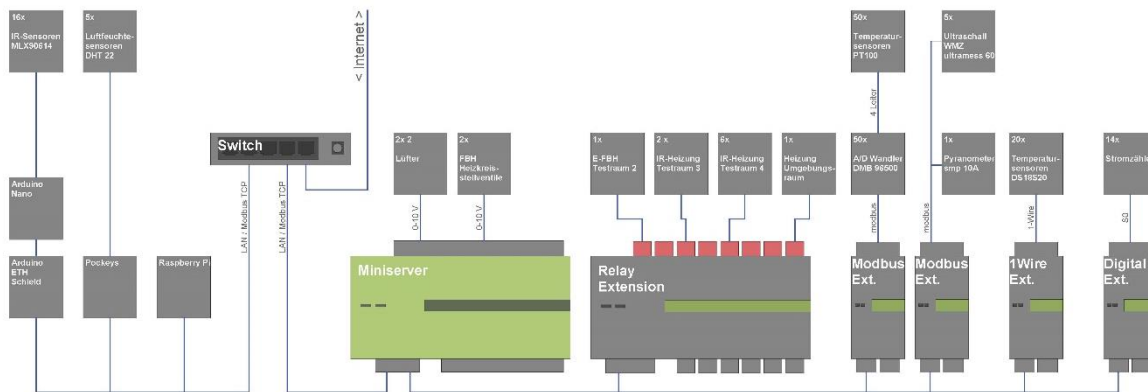 16x
IR-Sensoren
MLX90614
5x
Luftfeuchte-
sensoren
DHT 22
< Internet >
50x
Temperatur-
sensoren
PT100
5x
Ultraschall
WMZ
ultramess 60
Switch
2x 2
Lüfter
2x
FBH
Heizkreis-
stellventile
1x
E-FBH
Testraum 2
2x
IR-Heizung
Testraum 3
6x
IR-Heizung
Testraum 4
1x
Heizung
Umgebungs-
raum
4 Leiter
50x
A/D Wandler
DMB 96500
1x
Pyranometer
smp 10A
20x
Temperatur-
sensoren
DS18S20
14x
Stromzähle
Arduino
Nano
LAN / Modbus TCP
LAN / Modbus TCP
0-10 V
0-10 V
modbus
modbus
1-Wire
S0
Arduino
ETH
Schield
Pockeys
Raspberry Pi
Miniserver
Relay
Extension
Modbus
Ext.
Modbus
Ext.
1Wire
Ext.
Digital
Ext.